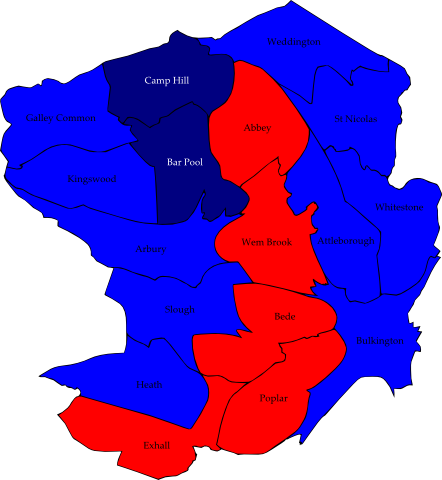 Weddington
Camp Hill
Galley Common
St Nicolas
Abbey
Bar Pool
Kingswood
Whitestone
Attleborough
Wem Brook
Arbury
Slough
Bede
Bulkington
Heath
Poplar
Exhall